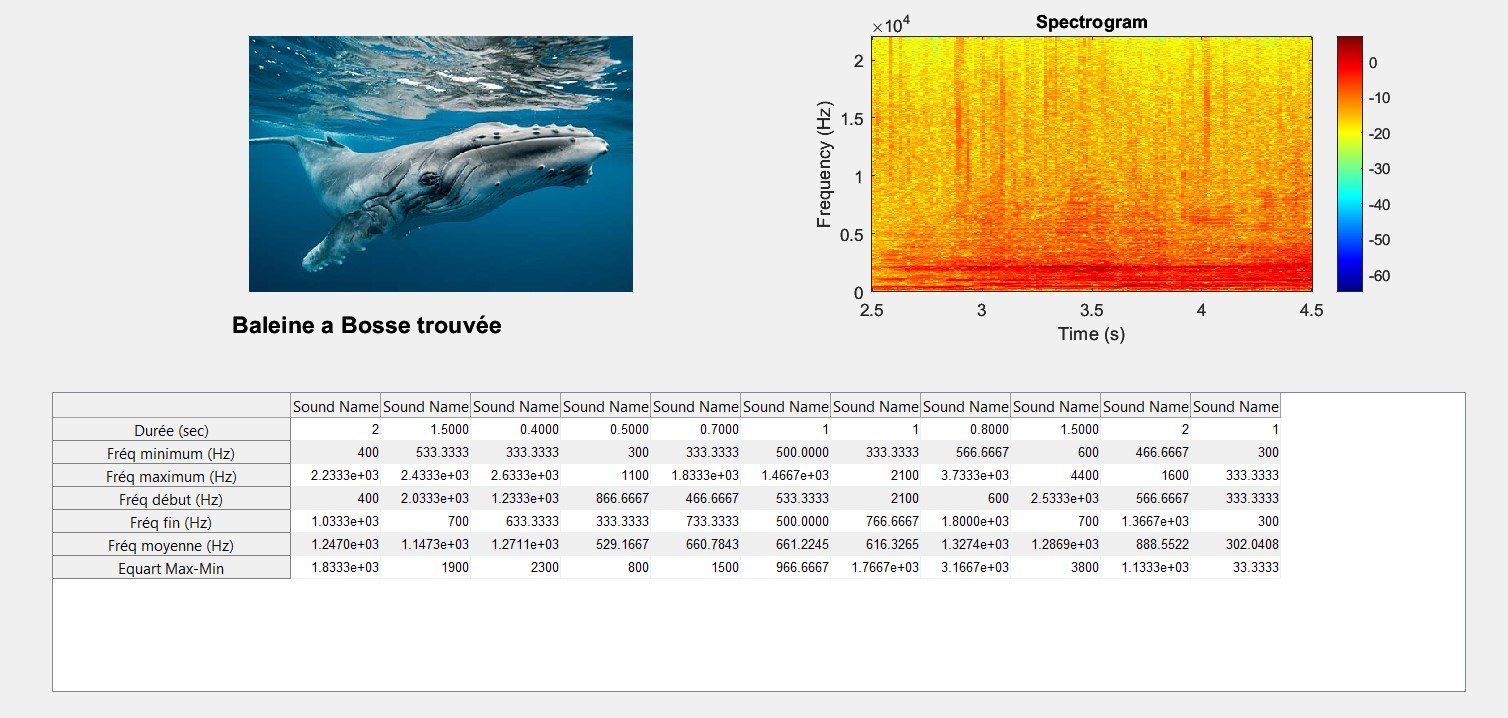 Spectrogram
×10⁴
2
1.5
1
0.5
0
Frequency (Hz)
2.5 3 3.5 4 4.5
Time (s)
0
-10
-20
-30
-40
-50
-60
Baleine a Bosse trouvée
Sound Name Sound Name Sound Name Sound Name Sound Name Sound Name Sound Name Sound Name Sound Name Sound Name Sound Name
Durée (sec) 2 1.5000 0.4000 0.5000 0.7000 1 1 0.8000 1.5000 2 1
Fréq minimum (Hz) 400 533.3333 333.3333 300 333.3333 500.0000 333.3333 566.6667 600 466.6667 300
Fréq maximum (Hz) 2.2333e+03 2.4333e+03 2.6333e+03 1100 1.8333e+03 1.4667e+03 2100 3.7333e+03 4400 1600 333.3333
Fréq début (Hz) 400 2.0333e+03 1.2333e+03 866.6667 466.6667 533.3333 2100 600 2.5333e+03 566.6667 333.3333
Fréq fin (Hz) 1.0333e+03 700 633.3333 333.3333 733.3333 500.0000 766.6667 1.8000e+03 700 1.3667e+03 300
Fréq moyenne (Hz) 1.2470e+03 1.1473e+03 1.2711e+03 529.1667 660.7843 661.2245 616.3265 1.3274e+03 1.2869e+03 888.5522 302.0408
Equart Max-Min 1.8333e+03 1900 2300 800 1500 966.6667 1.7667e+03 3.1667e+03 3800 1.1333e+03 33.3333